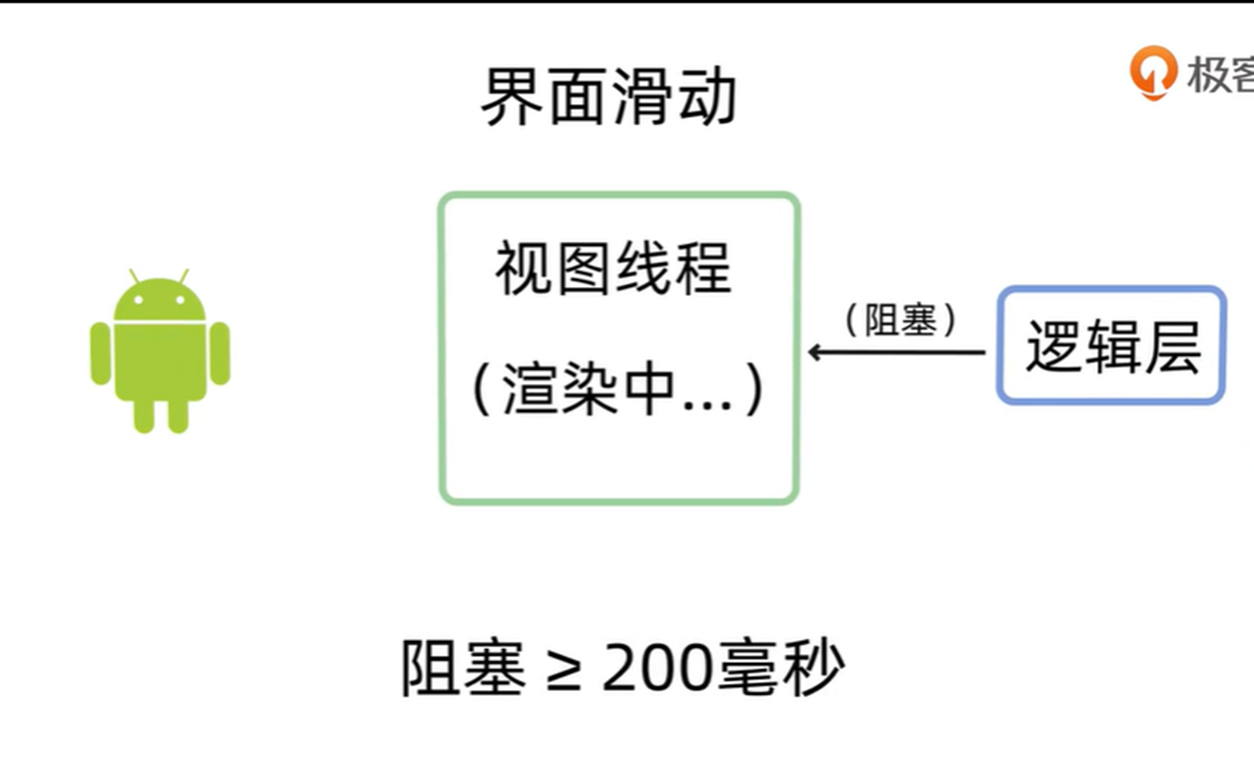 极客
界面滑动
视图线程
(渲染中...)
(阻塞)
逻辑层
阻塞 ≥ 200毫秒